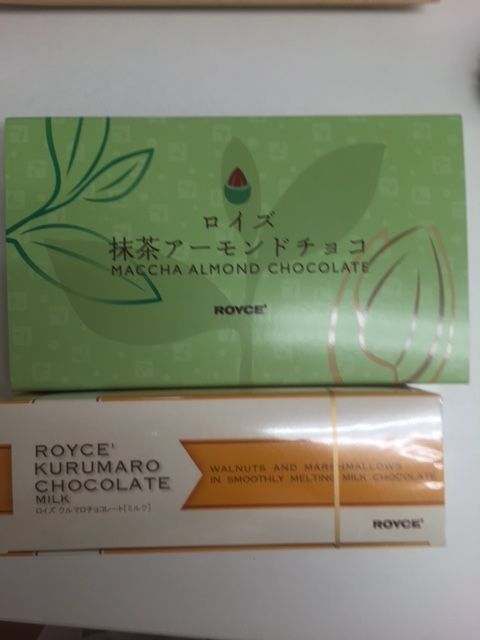 ロイズ
抹茶アーモンドチョコ
MACCHA ALMOND CHOCOLATE
ROYCE'
ROYCE'
KURUMARO
CHOCOLATE
MILK
ロイズ クルマロチョコレート[ミルク]
WALNUTS AND MARSHMALLOWS
IN SMOOTHLY MELTING MILK CHOCOLATE
ROYCE'